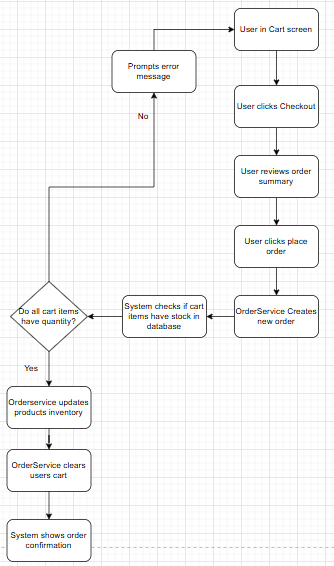 User in Cart screen
Prompts error
message
User clicks Checkout
No
User reviews order
summary
User clicks place
order
Do all cart items
have quantity?
System checks if cart
items have stock in
database
OrderService Creates
new order
Yes
Orderservice updates
products inventory
OrderService clears
users cart
System shows order
confirmation